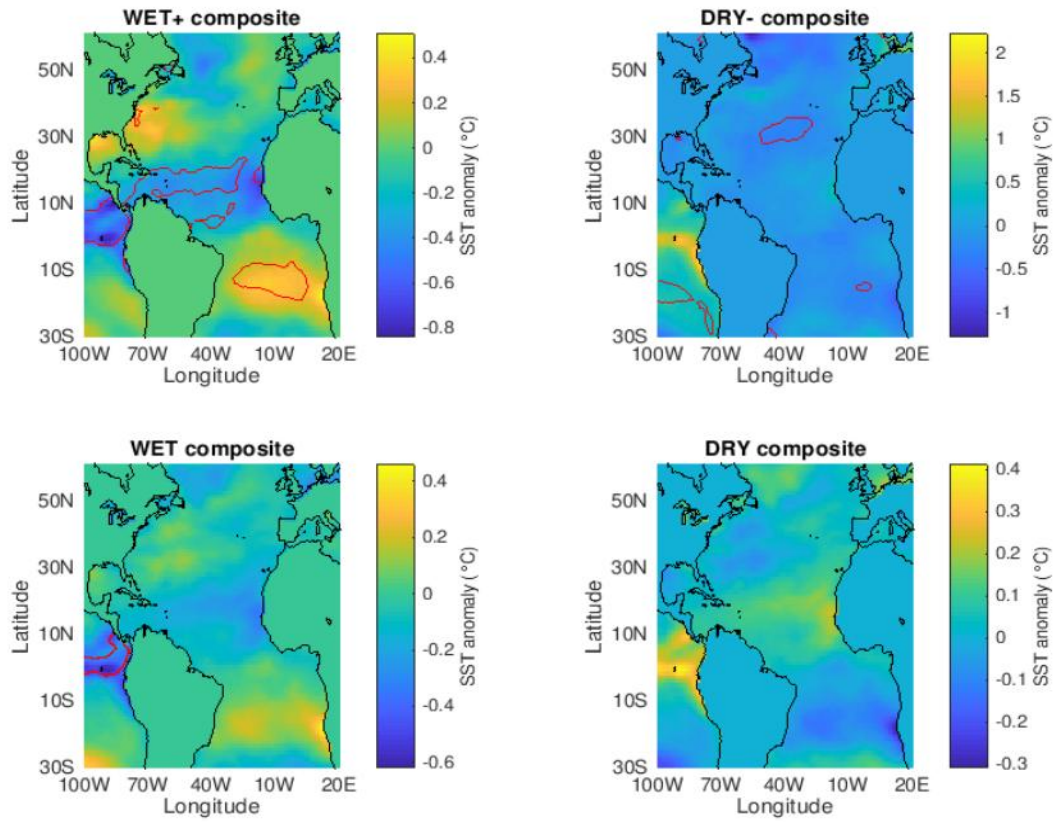 WET+ composite
50N
30N
10N
10S
30S
100W 70W 40W 10W 20E
Latitude
Longitude
0.4
0.2
0
-0.2
-0.4
-0.6
-0.8
SST anomaly (°C)
DRY- composite
50N
30N
10N
10S
30S
100W 70W 40W 10W 20E
Latitude
Longitude
2
1.5
1
0.5
0
-0.5
-1
SST anomaly (°C)
WET composite
50N
30N
10N
10S
30S
100W 70W 40W 10W 20E
Latitude
Longitude
0.4
0.2
0
-0.2
-0.4
-0.6
SST anomaly (°C)
DRY composite
50N
30N
10N
10S
30S
100W 70W 40W 10W 20E
Latitude
Longitude
0.4
0.3
0.2
0.1
0
-0.1
-0.2
-0.3
SST anomaly (°C)